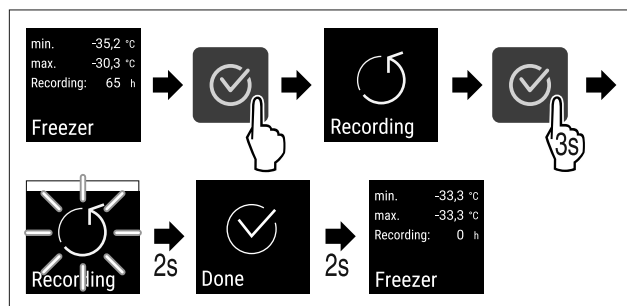 min. -35,2 °C
max. -30,3 °C
Recording: 65 h
Freezer
Recording
3s
Recording
2s
Done
2s
min. -33,3 °C
max. -33,3 °C
Recording: 0 h
Freezer